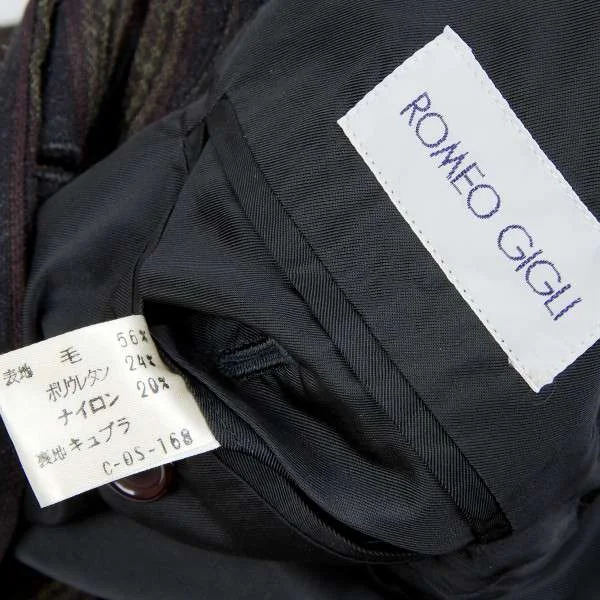 ROMEO GIGLI
表地 毛 56%
ポリウレタン 24%
ナイロン 20%
裏地 キュプラ
C-DS-168